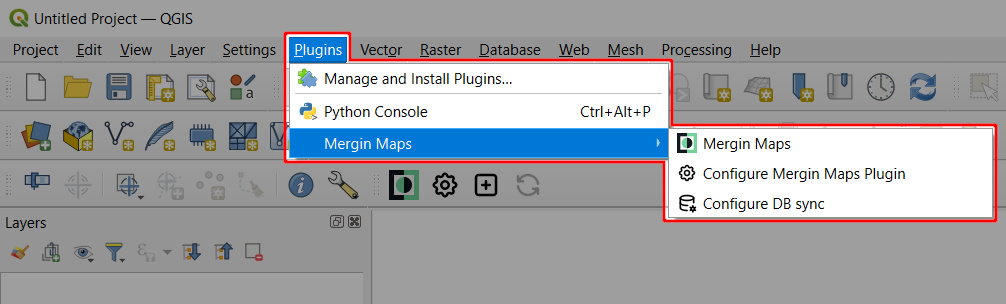 Untitled Project — QGIS
Project Edit View Layer Settings Plugins Vector Raster Database Web Mesh Processing Help
Manage and Install Plugins...
Python Console Ctrl+Alt+P
Mergin Maps
Mergin Maps
Configure Mergin Maps Plugin
Configure DB sync
Layers